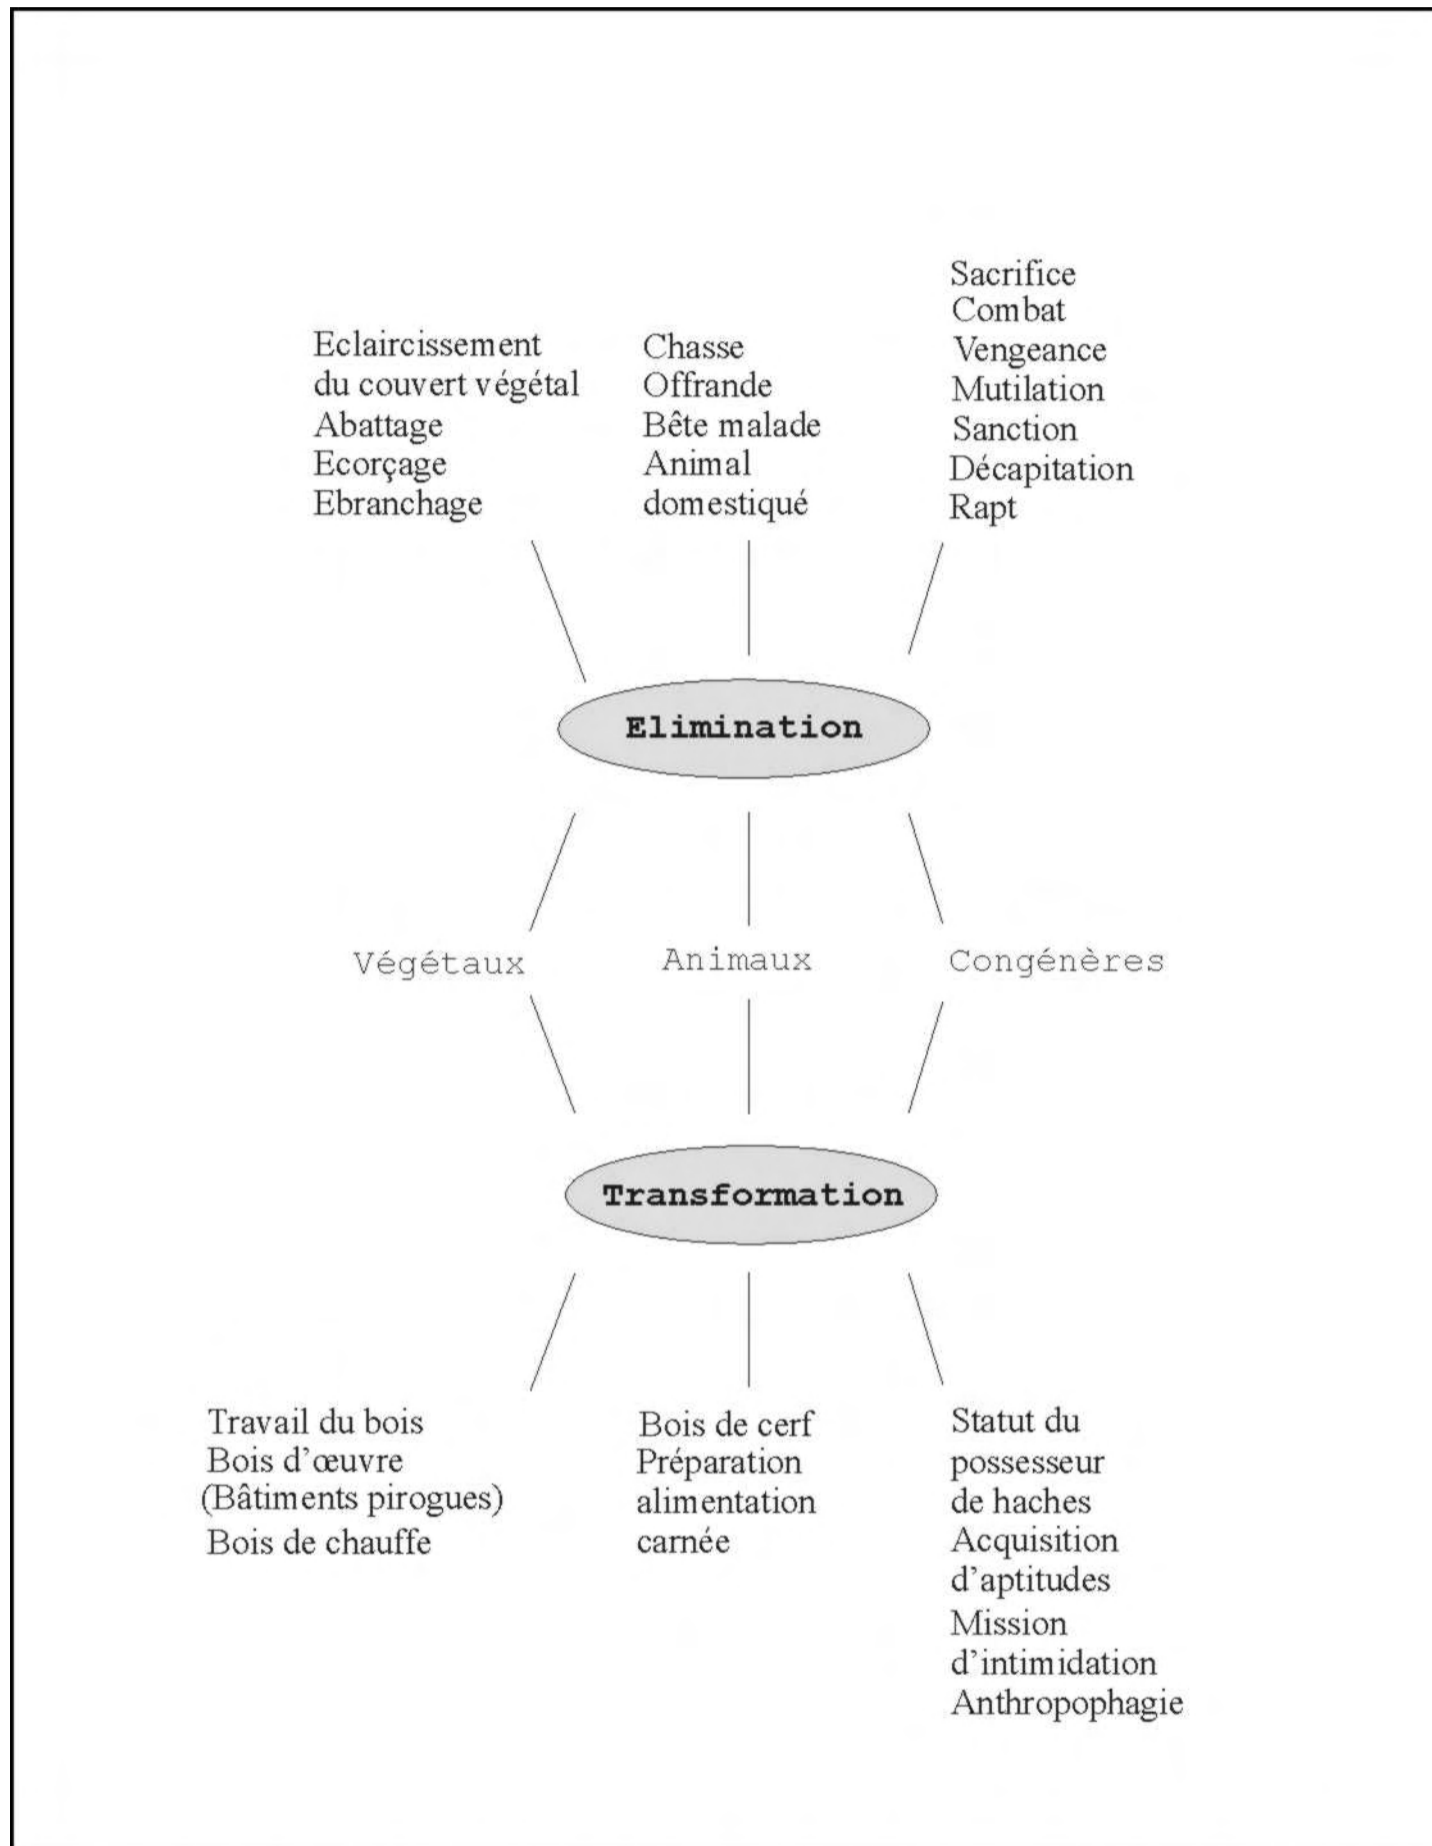 Eclaircissement
du couvert végétal
Abattage
Ecorçage
Ebranchage
Chasse
Offrande
Bête malade
Animal
domestiqué
Sacrifice
Combat
Vengeance
Mutilation
Sanction
Décapitation
Rapt
Elimination
Végétaux
Animaux
Congénères
Transformation
Travail du bois
Bois d'œuvre
(Bâtiments pirogues)
Bois de chauffe
Bois de cerf
Préparation
alimentation
carnée
Statut du
possesseur
de haches
Acquisition
d'aptitudes
Mission
d'intimidation
Anthropophagie